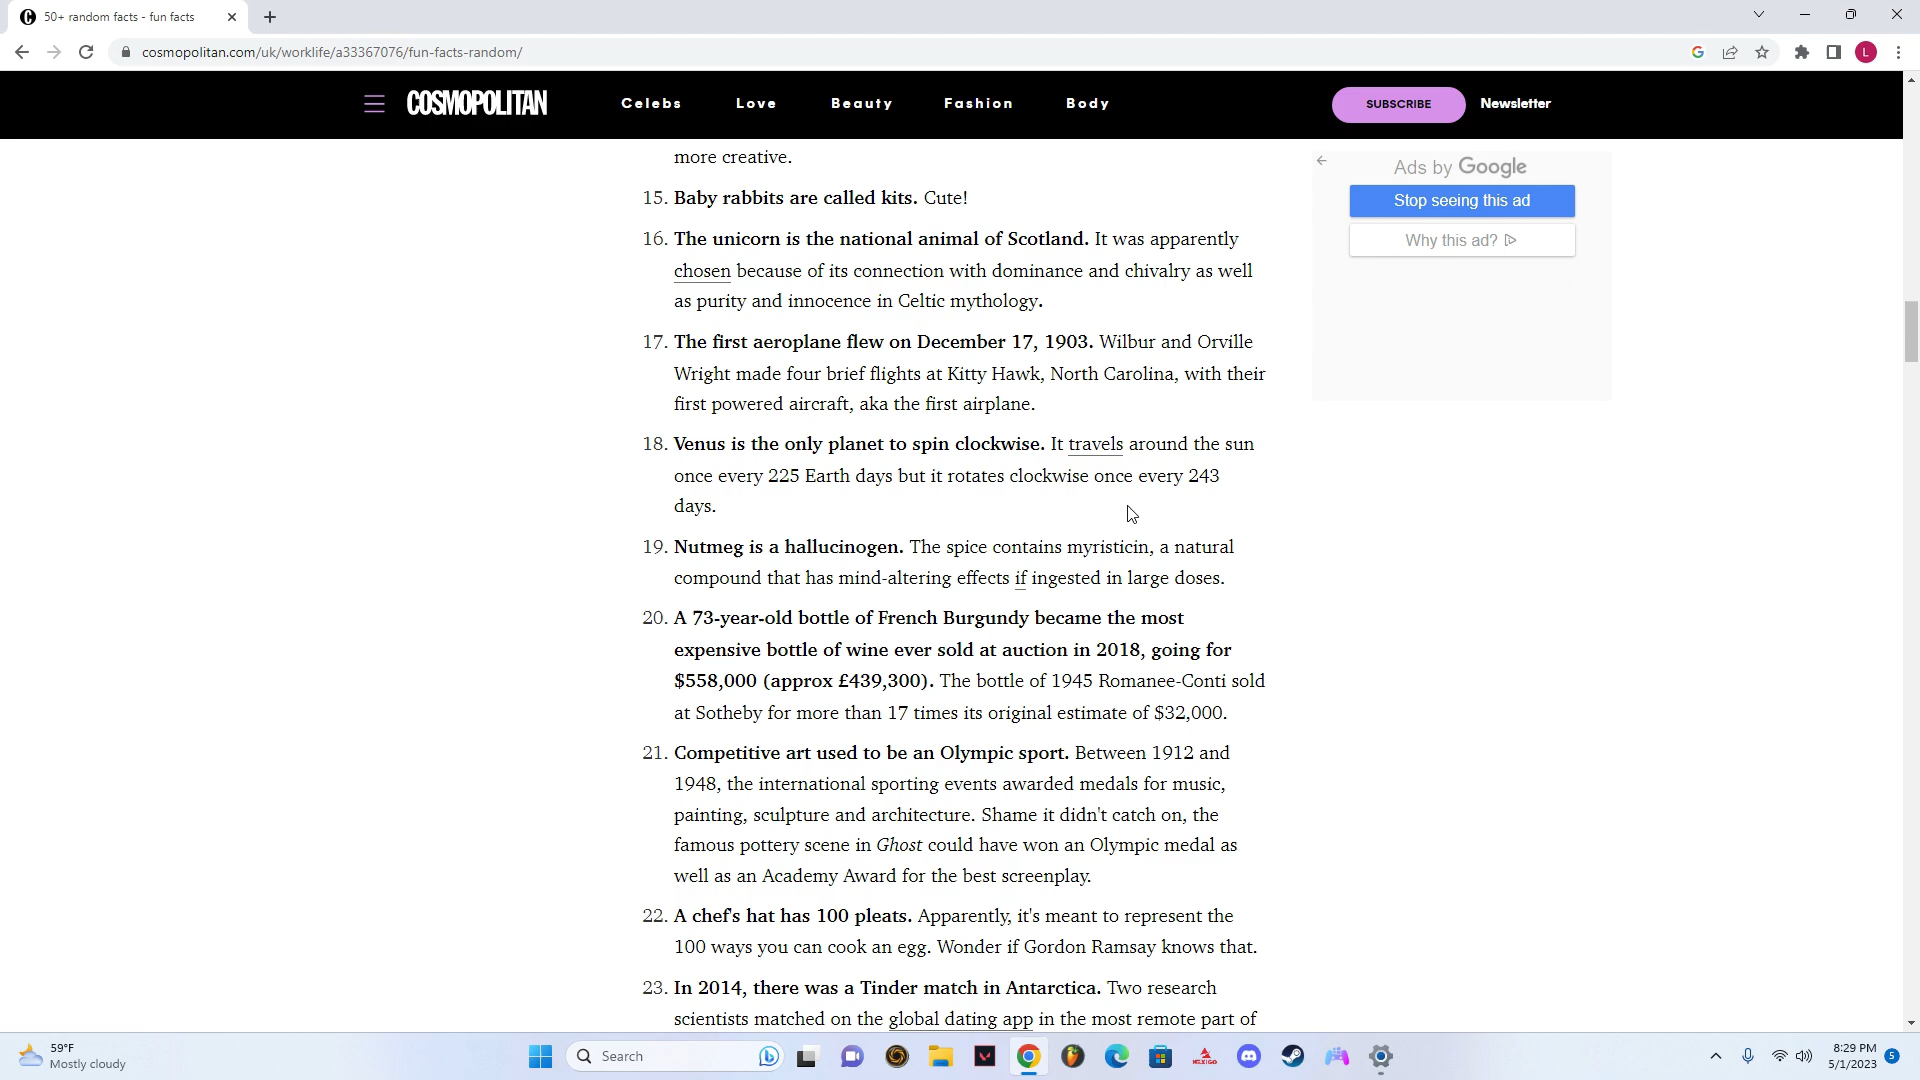 50+ random facts - fun facts
cosmopolitan.com/uk/worklife/a33367076/fun-facts-random/
L
COSMOPOLITAN
Celebs
Love
Beauty
Fashion
Body
SUBSCRIBE
Newsletter
more creative.
15. Baby rabbits are called kits. Cute!
16. The unicorn is the national animal of Scotland. It was apparently
chosen because of its connection with dominance and chivalry as well
as purity and innocence in Celtic mythology.
17. The first aeroplane flew on December 17, 1903. Wilbur and Orville
Wright made four brief flights at Kitty Hawk, North Carolina, with their
first powered aircraft, aka the first airplane.
18. Venus is the only planet to spin clockwise. It travels around the sun
once every 225 Earth days but it rotates clockwise once every 243
days.
19. Nutmeg is a hallucinogen. The spice contains myristicin, a natural
compound that has mind-altering effects if ingested in large doses.
20. A 73-year-old bottle of French Burgundy became the most
expensive bottle of wine ever sold at auction in 2018, going for
$558,000 (approx £439,300). The bottle of 1945 Romanee-Conti sold
at Sotheby for more than 17 times its original estimate of $32,000.
21. Competitive art used to be an Olympic sport. Between 1912 and
1948, the international sporting events awarded medals for music,
painting, sculpture and architecture. Shame it didn't catch on, the
famous pottery scene in Ghost could have won an Olympic medal as
well as an Academy Award for the best screenplay.
22. A chef's hat has 100 pleats. Apparently, it's meant to represent the
100 ways you can cook an egg. Wonder if Gordon Ramsay knows that.
23. In 2014, there was a Tinder match in Antarctica. Two research
scientists matched on the global dating app in the most remote part of
Ads by Google
Stop seeing this ad
Why this ad?
59°F
Mostly cloudy
Search
8:29 PM
5/1/2023
5